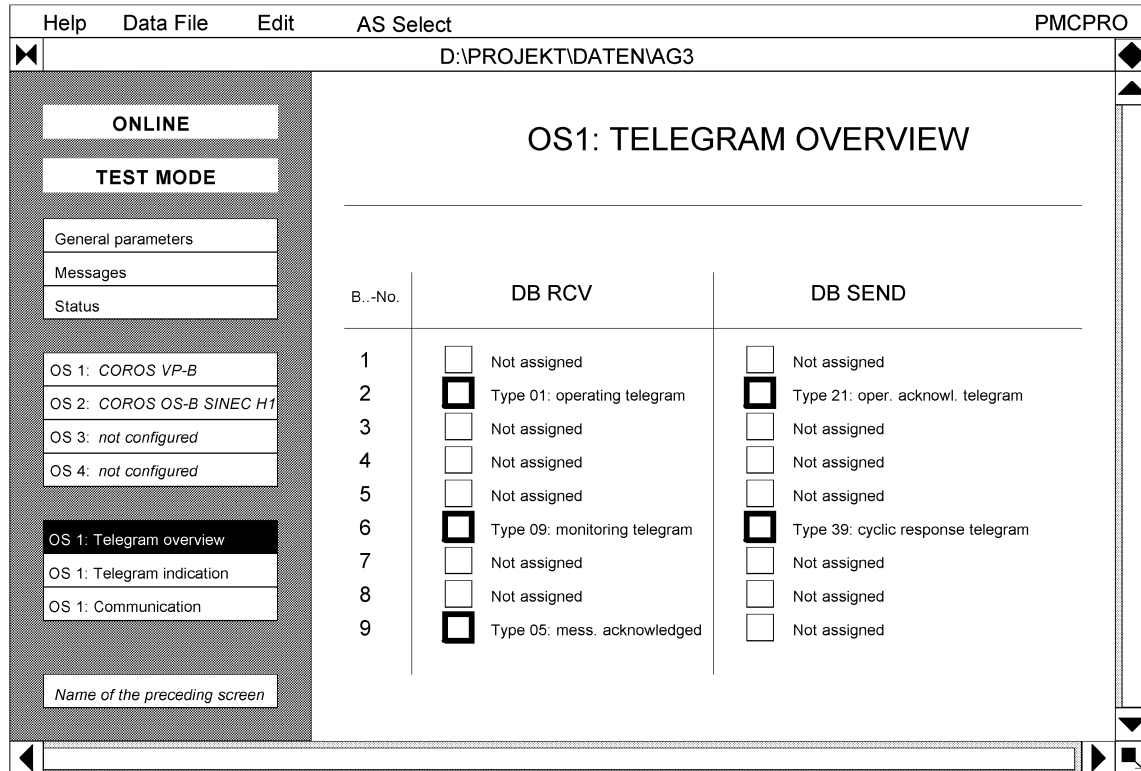 Help Data File Edit AS Select PMCPRO
D:\PROJEKT\DATEN\AG3
ONLINE
TEST MODE
General parameters
Messages
Status
OS 1: COROS VP-B
OS 2: COROS OS-B SINEC H1
OS 3: not configured
OS 4: not configured
OS 1: Telegram overview
OS 1: Telegram indication
OS 1: Communication
Name of the preceding screen
OS1: TELEGRAM OVERVIEW
B..-No. DB RCV DB SEND
1 Not assigned Not assigned
2 Type 01: operating telegram Type 21: oper. acknowl. telegram
3 Not assigned Not assigned
4 Not assigned Not assigned
5 Not assigned Not assigned
6 Type 09: monitoring telegram Type 39: cyclic response telegram
7 Not assigned Not assigned
8 Not assigned Not assigned
9 Type 05: mess. acknowledged Not assigned